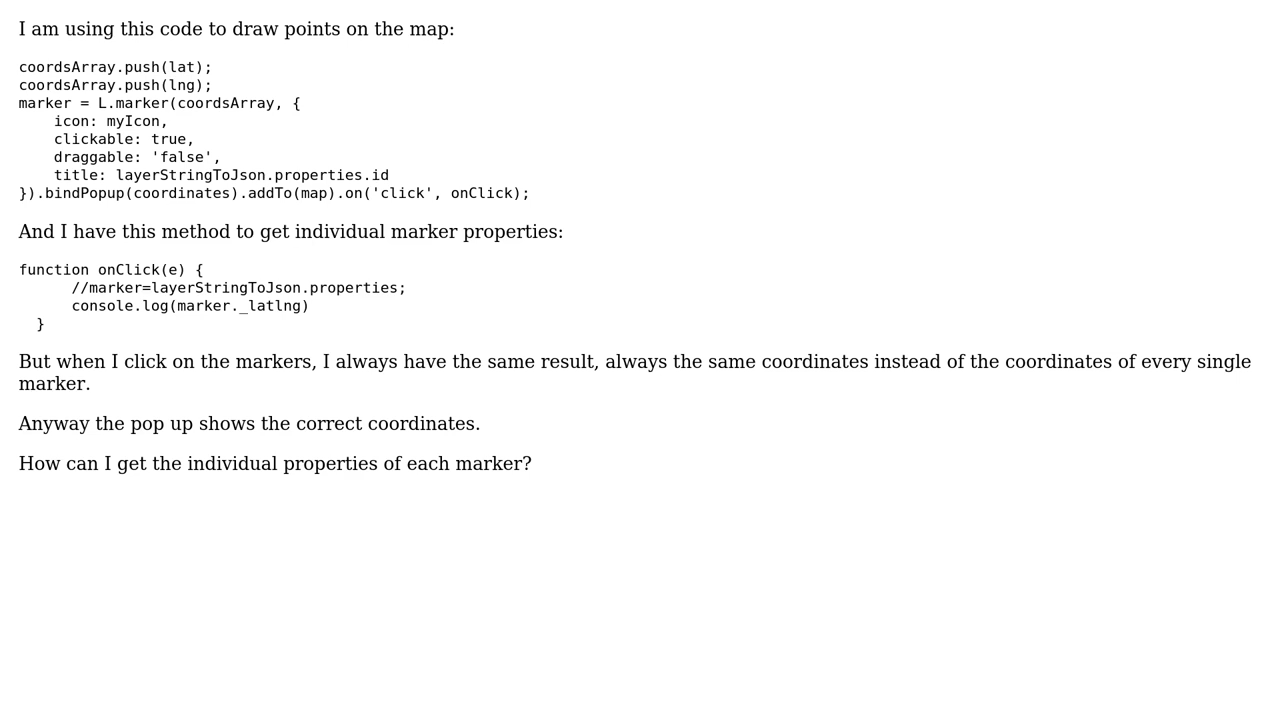 I am using this code to draw points on the map:
coordsArray.push(lat);
coordsArray.push(lng);
marker = L.marker(coordsArray, {
    icon: myIcon,
    clickable: true,
    draggable: 'false',
    title: layerStringToJson.properties.id
}).bindPopup(coordinates).addTo(map).on('click', onClick);
And I have this method to get individual marker properties:
function onClick(e) {
      //marker=layerStringToJson.properties;
      console.log(marker._latlng)
  }
But when I click on the markers, I always have the same result, always the same coordinates instead of the coordinates of every single
marker.
Anyway the pop up shows the correct coordinates.
How can I get the individual properties of each marker?